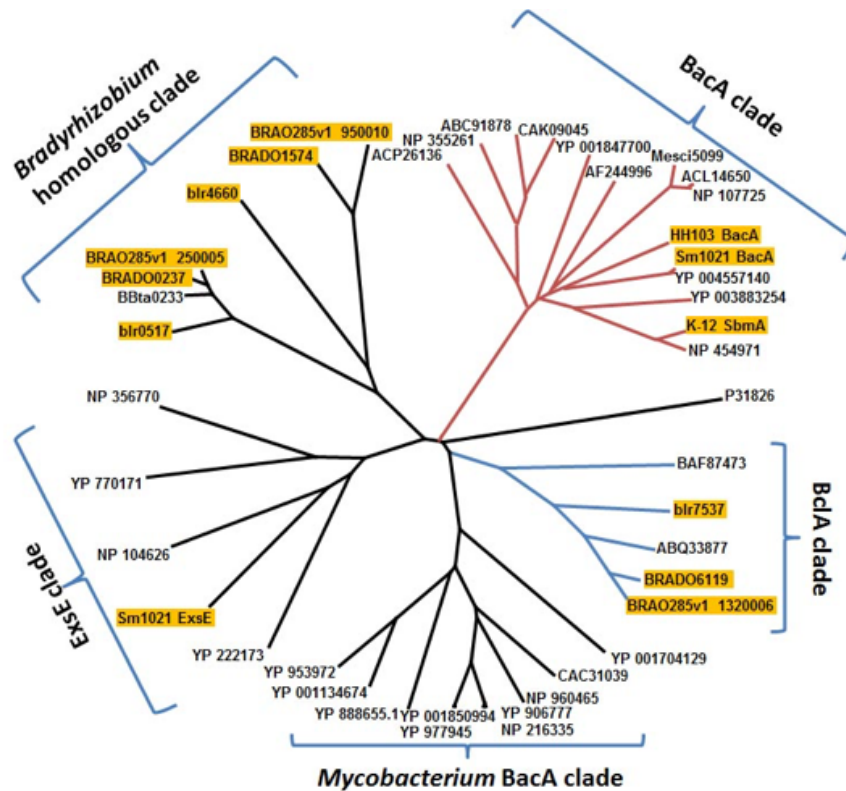 Bradyrhizobium
homologous clade
BacA clade
BRAO285v1 950010
BRADO1574
blr4660
BRAO285v1 250005
BRADO0237
BBta0233
blr0517
ABC91878
NP 355261
ACP26136
CAK09045
YP 001847700
AF244996
Mesci5099
ACL14650
NP 107725
HH103 BacA
Sm1021 BacA
YP 004557140
YP 003883254
K-12 SbmA
NP 454971
P31826
NP 356770
YP 770171
NP 104626
Sm1021 ExsE
YP 222173
ExsE clade
BAF87473
blr7537
ABQ33877
BRADO6119
BRAO285v1 1320006
BclA clade
YP 001704129
CAC31039
NP 960465
YP 906777
NP 216335
YP 953972
YP 001134674
YP 888655.1
YP 001850994
YP 977945
Mycobacterium BacA clade